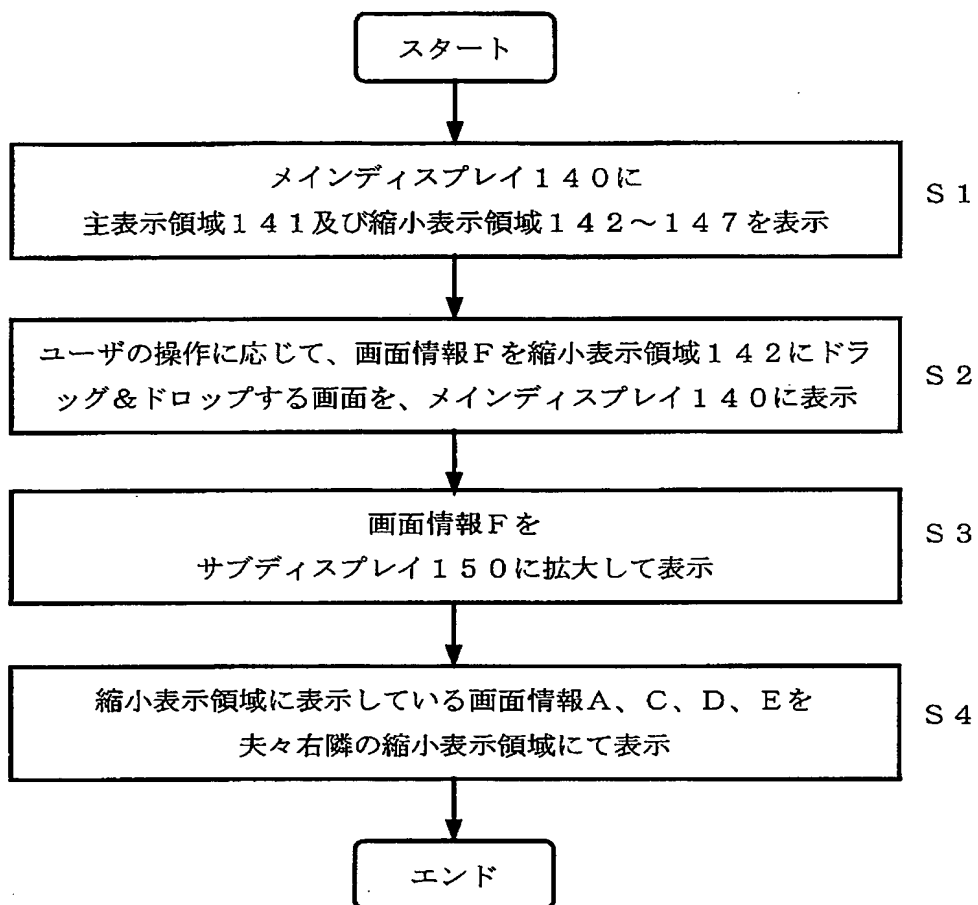 スタート
メインディスプレイ１４０に
主表示領域１４１及び縮小表示領域１４２～１４７を表示
Ｓ１
ユーザの操作に応じて、画面情報Ｆを縮小表示領域１４２にドラ
ッグ＆ドロップする画面を、メインディスプレイ１４０に表示
Ｓ２
画面情報Ｆを
サブディスプレイ１５０に拡大して表示
Ｓ３
縮小表示領域に表示している画面情報Ａ、Ｃ、Ｄ、Ｅを
夫々右隣の縮小表示領域にて表示
Ｓ４
エンド